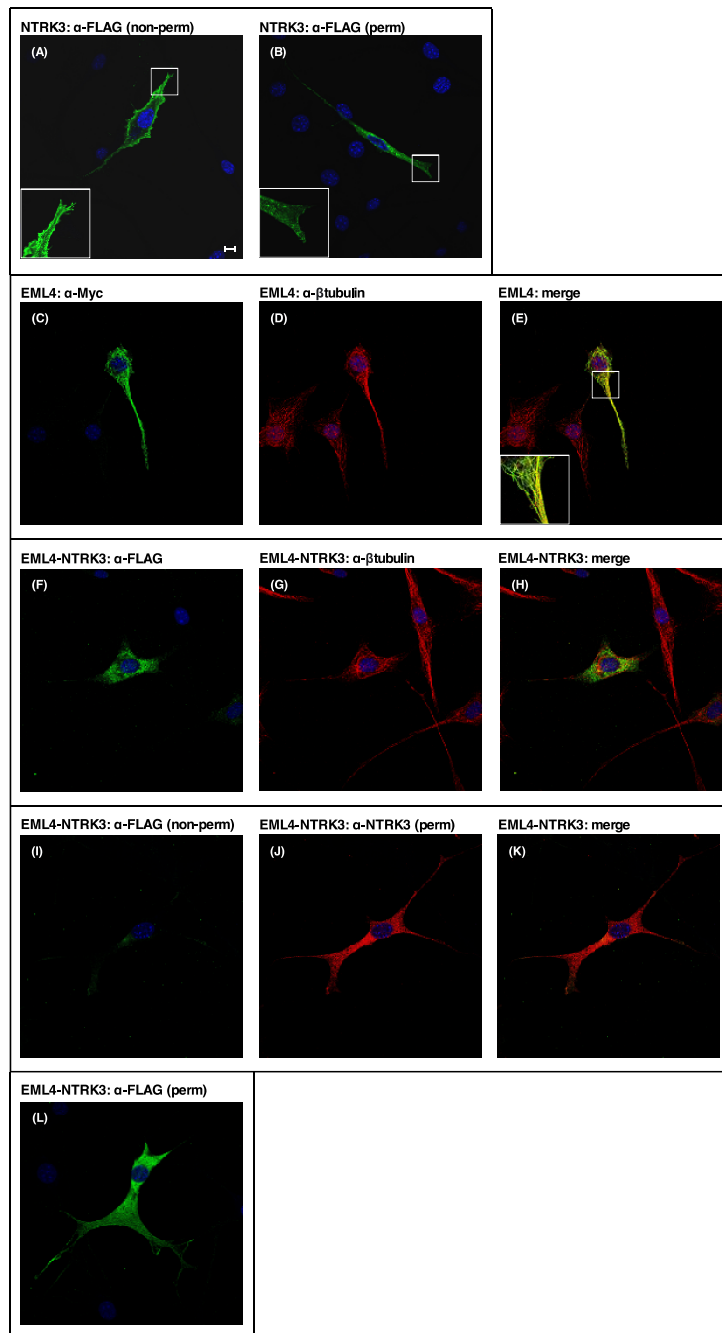 NTRK3: α-FLAG (non-perm) NTRK3: α-FLAG (perm)
(A) (B)
EML4: α-Myc EML4: α-βtubulin EML4: merge
(C) (D) (E)
EML4-NTRK3: α-FLAG EML4-NTRK3: α-βtubulin EML4-NTRK3: merge
(F) (G) (H)
EML4-NTRK3: α-FLAG (non-perm) EML4-NTRK3: α-NTRK3 (perm) EML4-NTRK3: merge
(I) (J) (K)
EML4-NTRK3: α-FLAG (perm)
(L)